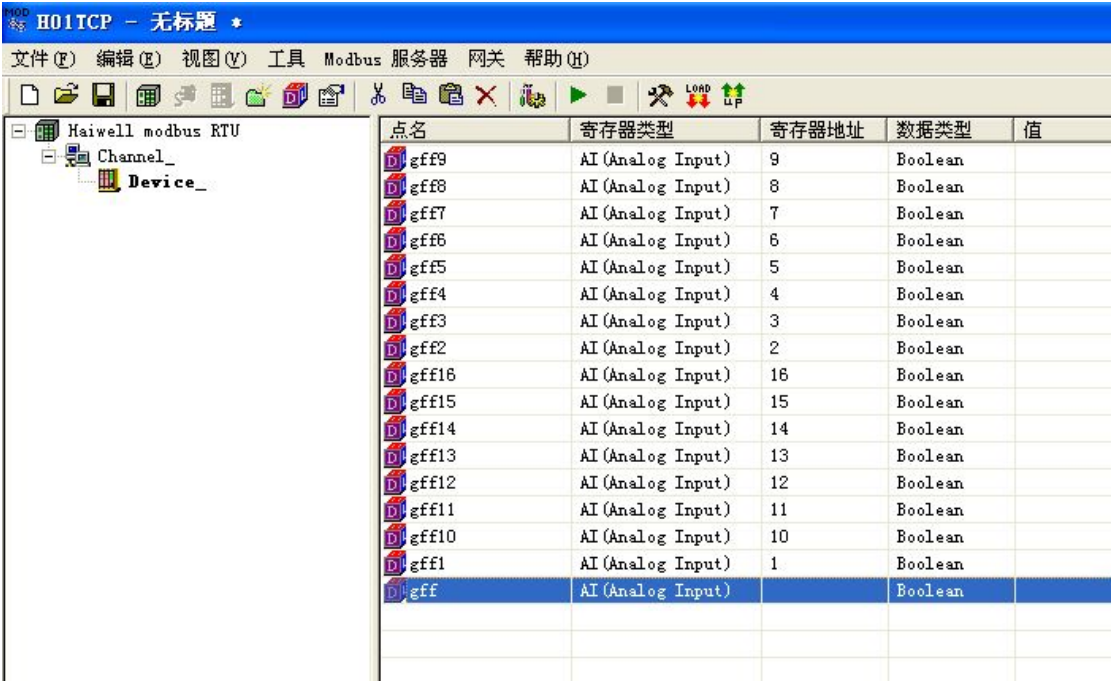 H01TCP - 无标题 *
文件(F) 编辑(E) 视图(V) 工具 Modbus 服务器 网关 帮助(H)
LOAD UP
Haiwell modbus RTU
Channel_
Device_
点名 寄存器类型 寄存器地址 数据类型 值
gff9 AI(Analog Input) 9 Boolean
gff8 AI(Analog Input) 8 Boolean
gff7 AI(Analog Input) 7 Boolean
gff6 AI(Analog Input) 6 Boolean
gff5 AI(Analog Input) 5 Boolean
gff4 AI(Analog Input) 4 Boolean
gff3 AI(Analog Input) 3 Boolean
gff2 AI(Analog Input) 2 Boolean
gff16 AI(Analog Input) 16 Boolean
gff15 AI(Analog Input) 15 Boolean
gff14 AI(Analog Input) 14 Boolean
gff13 AI(Analog Input) 13 Boolean
gff12 AI(Analog Input) 12 Boolean
gff11 AI(Analog Input) 11 Boolean
gff10 AI(Analog Input) 10 Boolean
gff1 AI(Analog Input) 1 Boolean
gff AI(Analog Input) Boolean